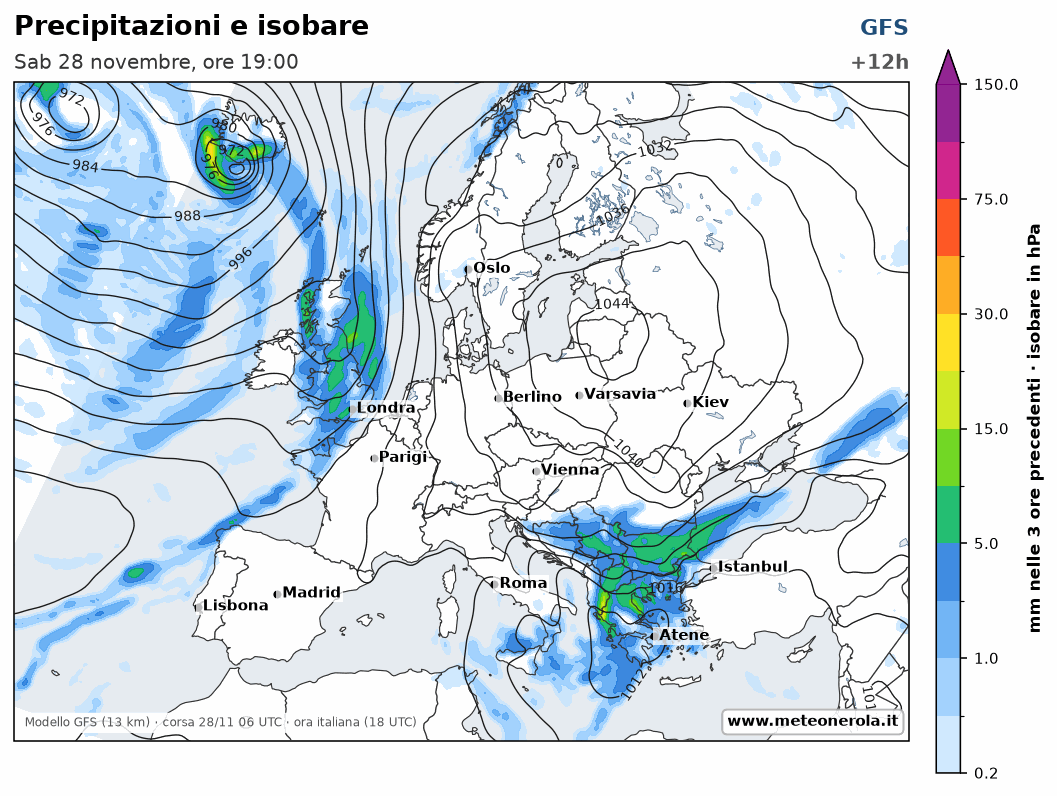 Precipitazioni e isobare
GFS
Sab 28 novembre, ore 19:00
+12h
150.0
75.0
30.0
15.0
5.0
1.0
0.2
mm nelle 3 ore precedenti · isobare in hPa
972
976
980
972
976
984
988
996
1032
1036
1044
1040
1016
1012
Oslo
Berlino
Varsavia
Kiev
Londra
Parigi
Vienna
Istanbul
Roma
Madrid
Lisbona
Atene
Modello GFS (13 km) · corsa 28/11 06 UTC · ora italiana (18 UTC)
www.meteonerola.it